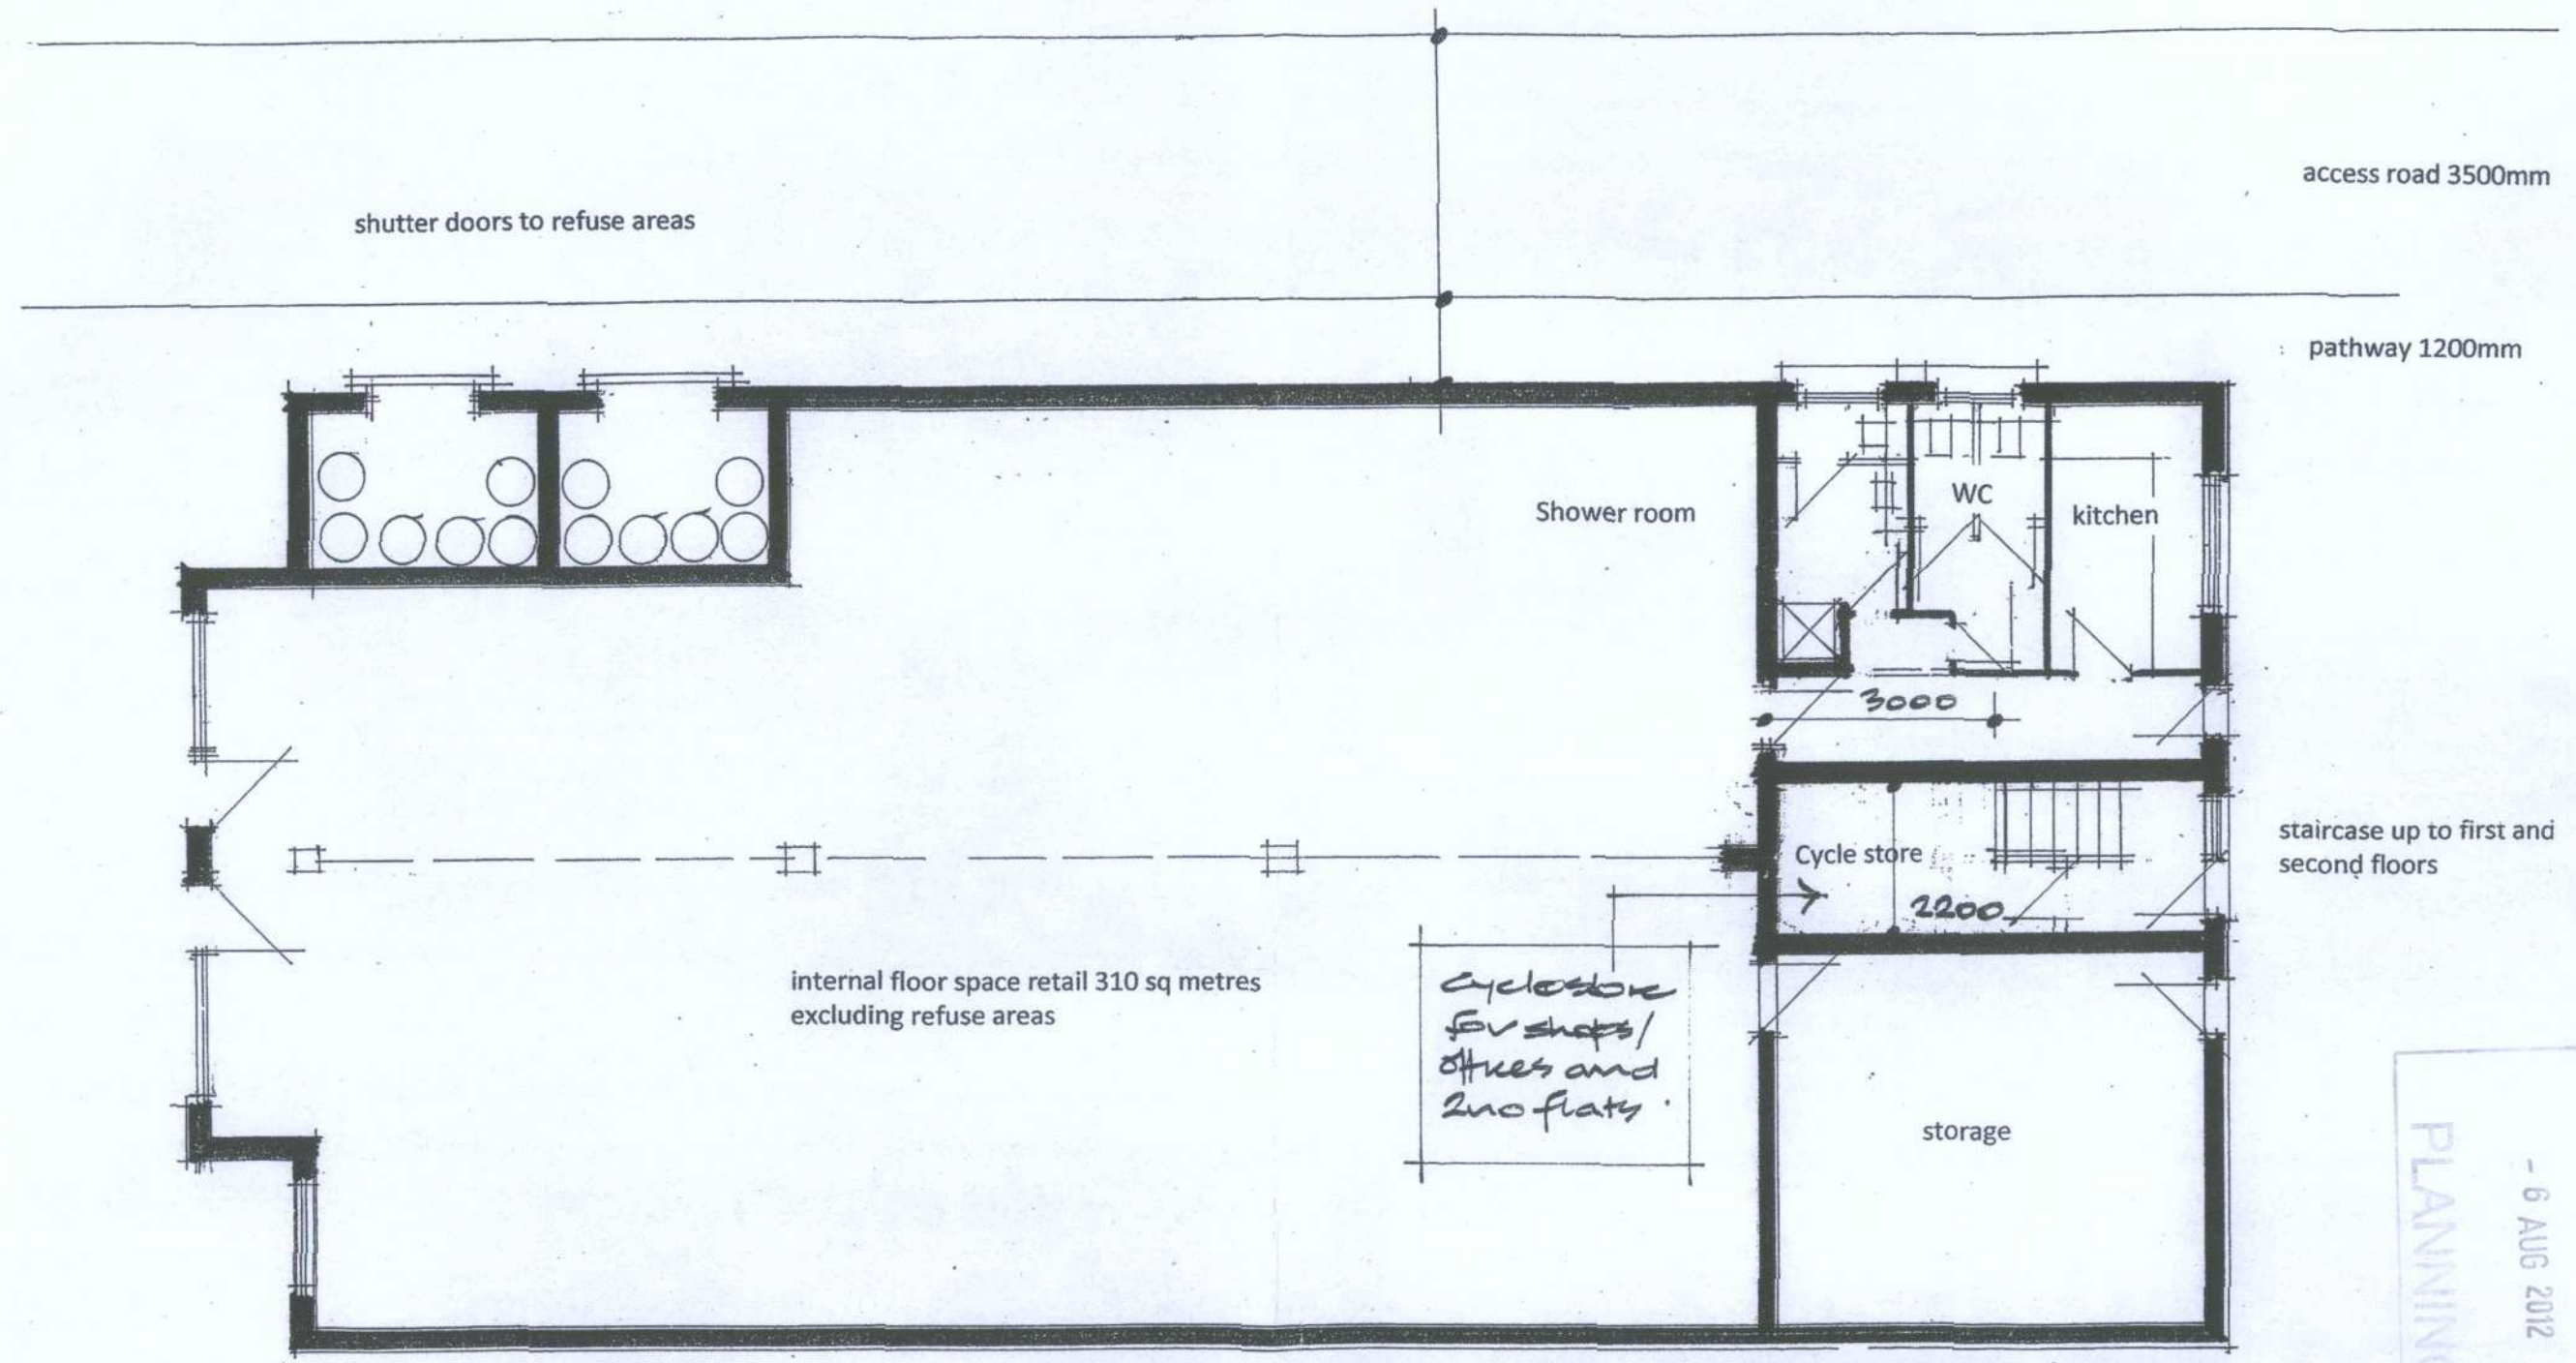 access road 3500mm
shutter doors to refuse areas
pathway 1200mm
Shower room
WC
kitchen
3000
Cycle store
2200
staircase up to first and
second floors
internal floor space retail 310 sq metres
excluding refuse areas
Cyclestore
for shops/
offices and
2no flats.
storage
- 6 AUG 2012